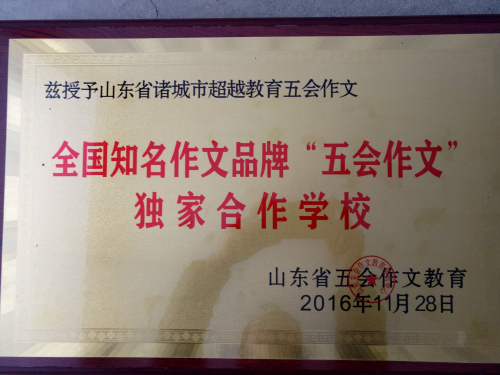 兹授予山东省诸城市超越教育五会作文
全国知名作文品牌“五会作文”
独家合作学校
山东省五会作文教育
2016年11月28日